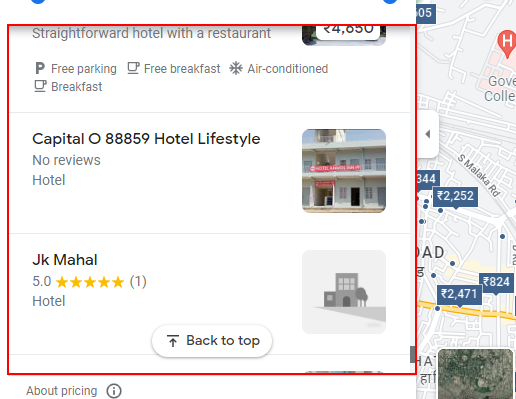 Straightforward hotel with a restaurant
₹4,650
Free parking Free breakfast Air-conditioned
Breakfast
Capital O 88859 Hotel Lifestyle
No reviews
Hotel
Jk Mahal
5.0 (1)
Hotel
Back to top
About pricing
605
H
Gove
Colle
S Malaka Rd
344
₹2,252
OAD
₹824
₹2,471
HAT